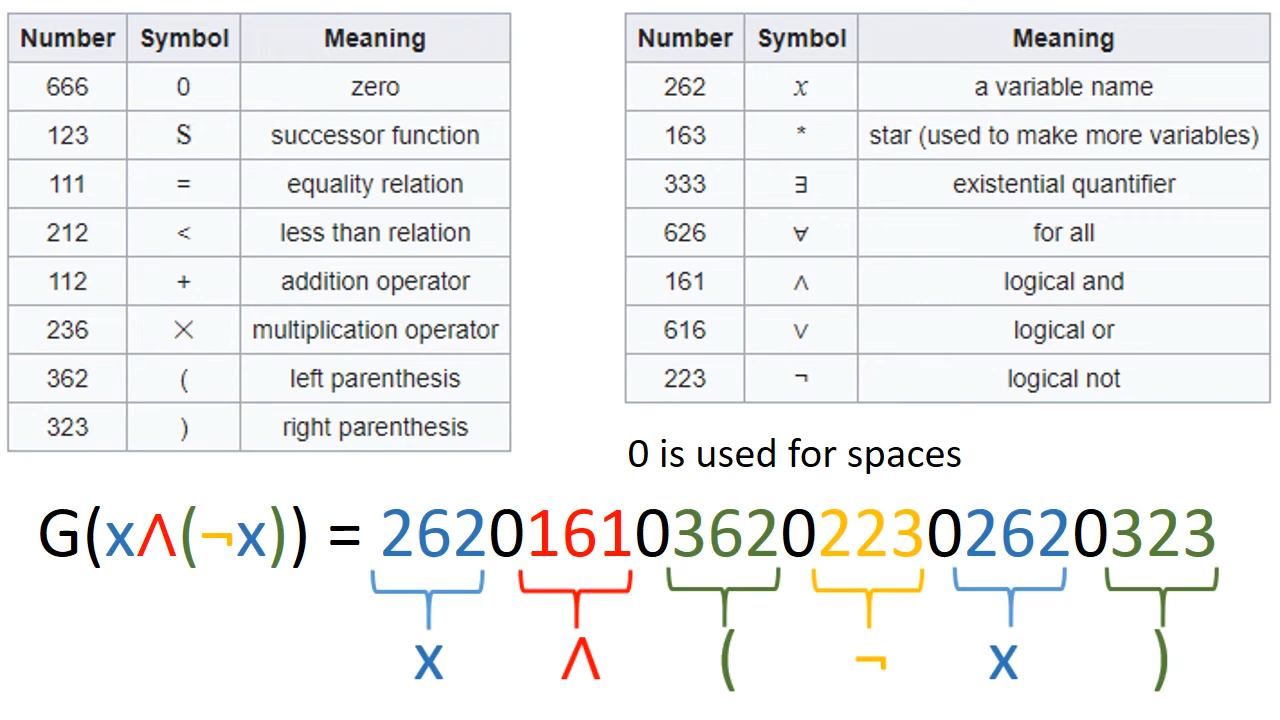 Number Symbol Meaning
666 0 zero
123 S successor function
111 = equality relation
212 < less than relation
112 + addition operator
236 × multiplication operator
362 ( left parenthesis
323 ) right parenthesis
Number Symbol Meaning
262 x a variable name
163 * star (used to make more variables)
333 ∃ existential quantifier
626 ∀ for all
161 ∧ logical and
616 ∨ logical or
223 ¬ logical not
0 is used for spaces
G(x∧(¬x)) = 26201610362022302620323
x ∧ ( ¬ x )